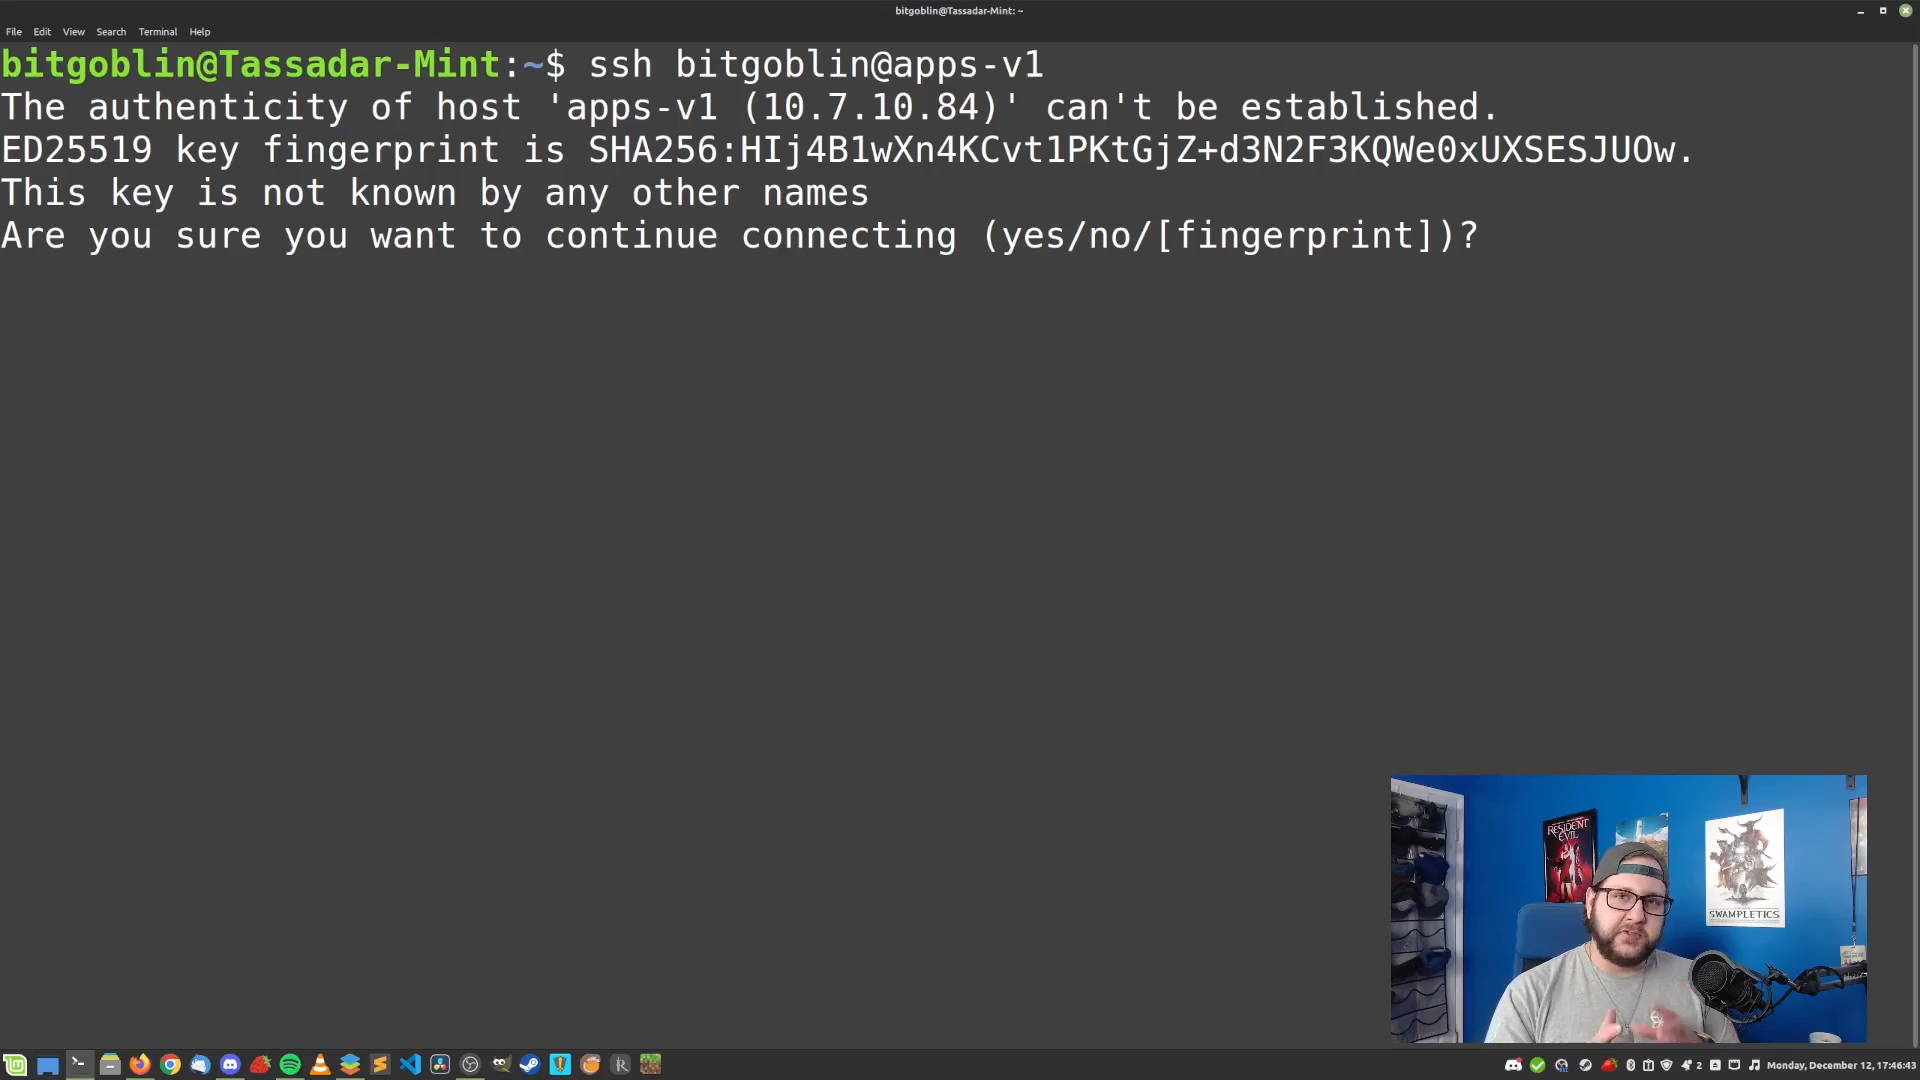 bitgoblin@Tassadar-Mint: ~
File Edit View Search Terminal Help
bitgoblin@Tassadar-Mint:~$ ssh bitgoblin@apps-v1
The authenticity of host 'apps-v1 (10.7.10.84)' can't be established.
ED25519 key fingerprint is SHA256:HIj4B1wXn4KCvt1PKtGjZ+d3N2F3KQWe0xUXSESJUOw.
This key is not known by any other names
Are you sure you want to continue connecting (yes/no/[fingerprint])?
RESIDENT
EVIL
SWAMPLETICS
2
Monday, December 12, 17:46:43